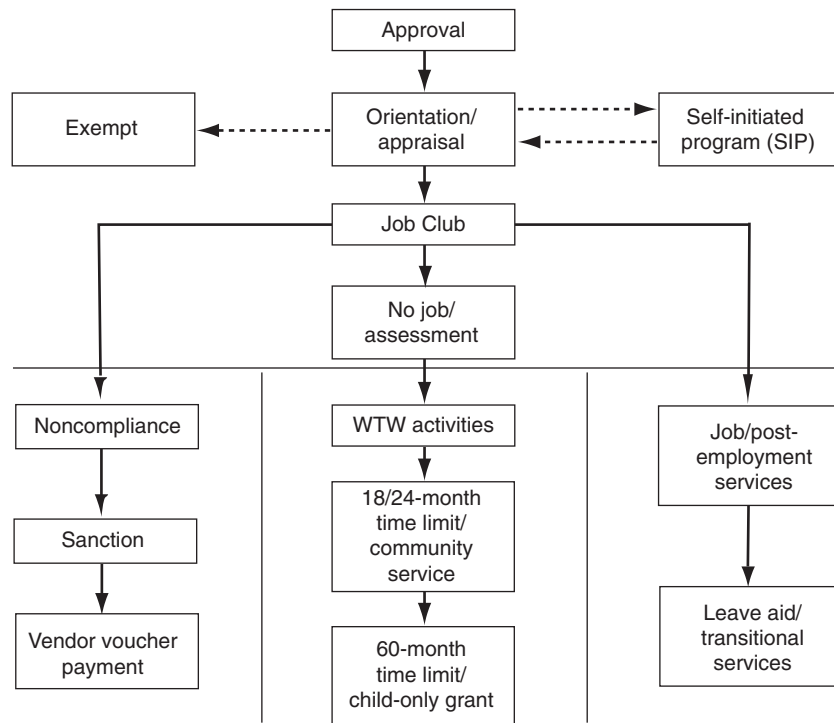 Approval
Exempt
Orientation/
appraisal
Self-initiated
program (SIP)
Job Club
No job/
assessment
Noncompliance
WTW activities
Job/post-
employment
services
Sanction
18/24-month
time limit/
community
service
Vendor voucher
payment
60-month
time limit/
child-only grant
Leave aid/
transitional
services